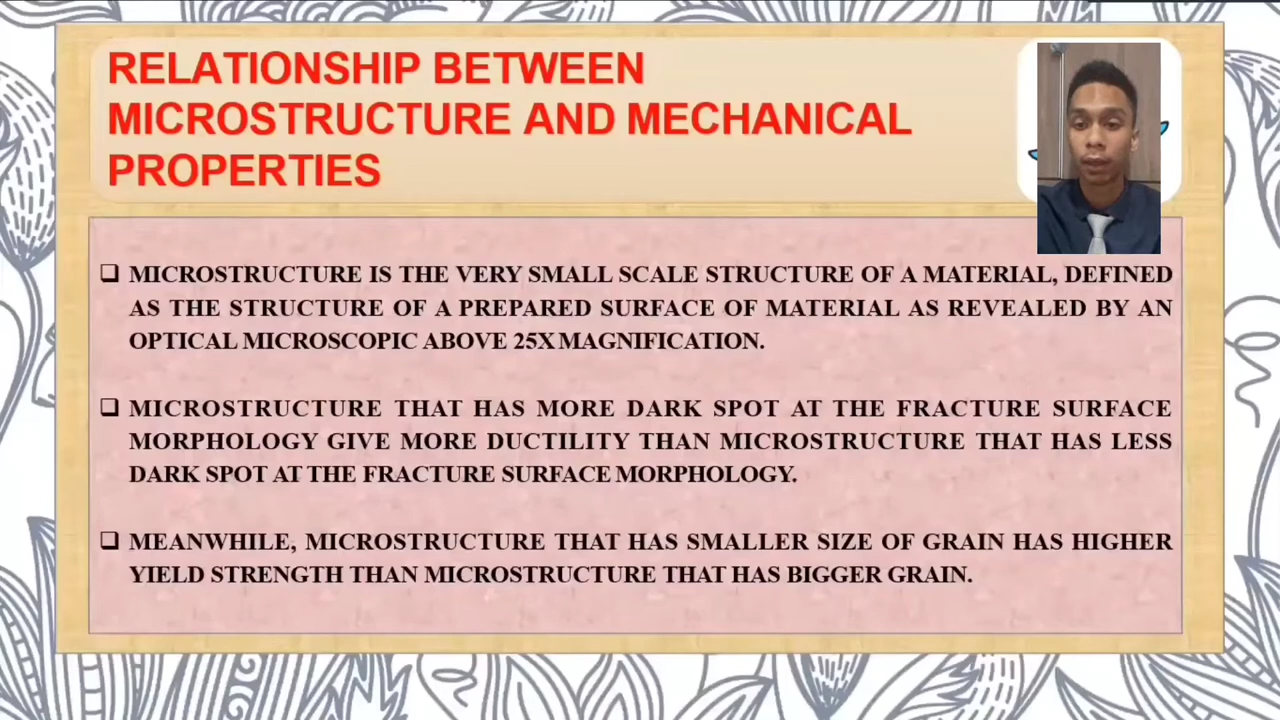 RELATIONSHIP BETWEEN
MICROSTRUCTURE AND MECHANICAL
PROPERTIES
❑ MICROSTRUCTURE IS THE VERY SMALL SCALE STRUCTURE OF A MATERIAL, DEFINED
AS THE STRUCTURE OF A PREPARED SURFACE OF MATERIAL AS REVEALED BY AN
OPTICAL MICROSCOPIC ABOVE 25X MAGNIFICATION.
❑ MICROSTRUCTURE THAT HAS MORE DARK SPOT AT THE FRACTURE SURFACE
MORPHOLOGY GIVE MORE DUCTILITY THAN MICROSTRUCTURE THAT HAS LESS
DARK SPOT AT THE FRACTURE SURFACE MORPHOLOGY.
❑ MEANWHILE, MICROSTRUCTURE THAT HAS SMALLER SIZE OF GRAIN HAS HIGHER
YIELD STRENGTH THAN MICROSTRUCTURE THAT HAS BIGGER GRAIN.